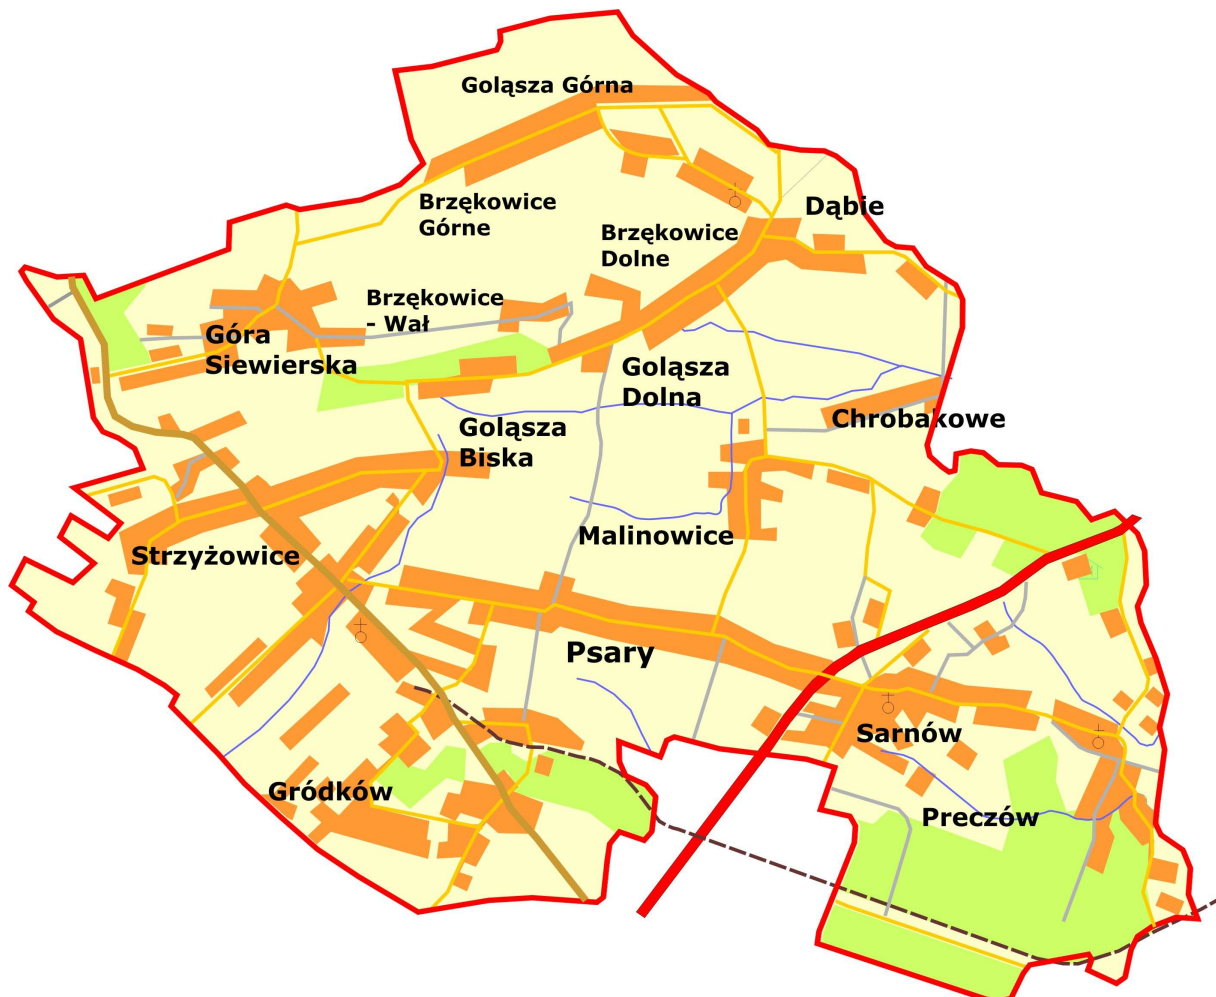 Goląsza Górna
Brzękowice
Górne
Dąbie
Brzękowice
Dolne
Brzękowice
- Wał
Góra
Siewierska
Goląsza
Dolna
Chrobakowe
Goląsza
Biska
Malinowice
Strzyżowice
Psary
Sarnów
Gródków
Preczów